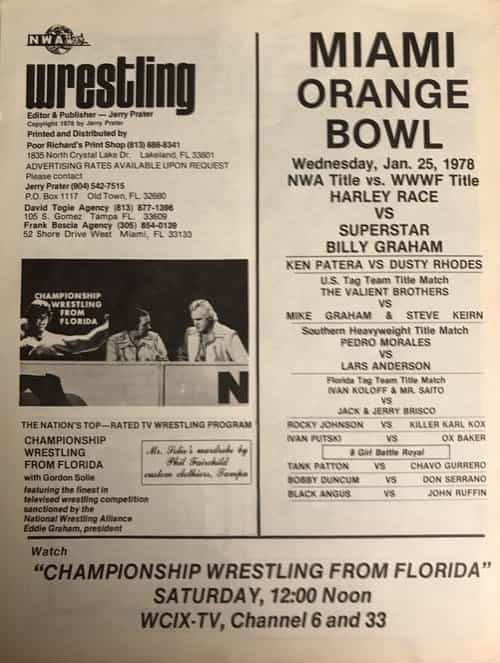 NWA
wrestling
Editor & Publisher — Jerry Prater
Copyright 1978 by Jerry Prater
Printed and Distributed by
Poor Richard's Print Shop (813) 686-8341
1835 North Crystal Lake Dr. Lakeland, FL 33801
ADVERTISING RATES AVAILABLE UPON REQUEST
Please contact
Jerry Prater (904) 542-7515
P.O. Box 1117 Old Town, FL 32680
David Togie Agency (813) 877-1396
105 S. Gomez Tampa FL. 33609
Frank Boscia Agency (305) 854-0139
52 Shore Drive West Miami, FL 33133
CHAMPIONSHIP
WRESTLING
FROM
FLORIDA
N
THE NATION'S TOP—RATED TV WRESTLING PROGRAM
CHAMPIONSHIP
WRESTLING
FROM FLORIDA
with Gordon Solie
featuring the finest in
televised wrestling competition
sanctioned by the
National Wrestling Alliance
Eddie Graham, president
Mr. Solie's wardrobe by
Phil Fairchild
custom clothiers, Tampa
MIAMI
ORANGE
BOWL
Wednesday, Jan. 25, 1978
NWA Title vs. WWWF Title
HARLEY RACE
VS
SUPERSTAR
BILLY GRAHAM
KEN PATERA VS DUSTY RHODES
U.S. Tag Team Title Match
THE VALIENT BROTHERS
VS
MIKE GRAHAM & STEVE KEIRN
Southern Heavyweight Title Match
PEDRO MORALES
VS
LARS ANDERSON
Florida Tag Team Title Match
IVAN KOLOFF & MR. SAITO
VS
JACK & JERRY BRISCO
ROCKY JOHNSON VS KILLER KARL KOX
IVAN PUTSKI VS OX BAKER
8 Girl Battle Royal
TANK PATTON VS CHAVO GURRERO
BOBBY DUNCUM VS DON SERRANO
BLACK ANGUS VS JOHN RUFFIN
Watch
"CHAMPIONSHIP WRESTLING FROM FLORIDA"
SATURDAY, 12:00 Noon
WCIX-TV, Channel 6 and 33